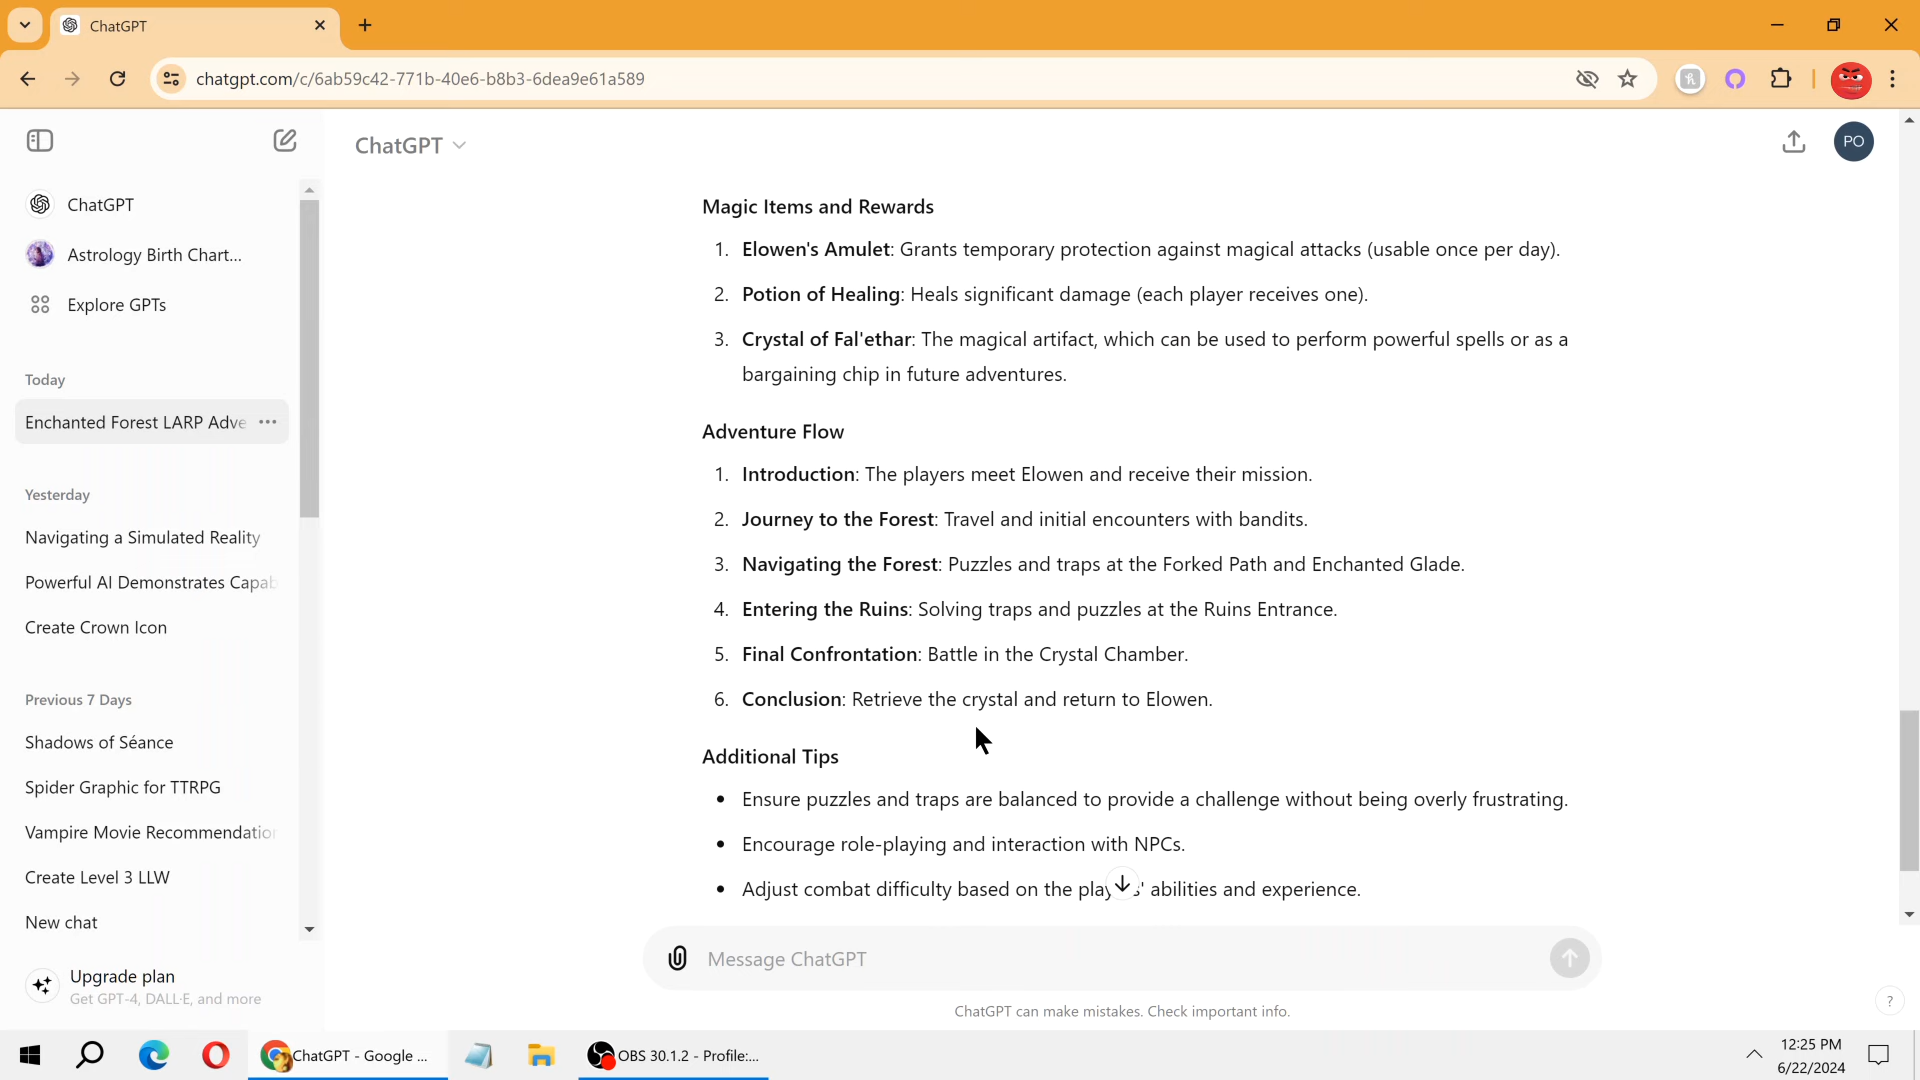 ChatGPT
chatgpt.com/c/6ab59c42-771b-40e6-b8b3-6dea9e61a589
ChatGPT
PO
ChatGPT
Astrology Birth Chart...
Explore GPTs
Today
Enchanted Forest LARP Adve
Yesterday
Navigating a Simulated Reality
Powerful AI Demonstrates Capab
Create Crown Icon
Previous 7 Days
Shadows of Séance
Spider Graphic for TTRPG
Vampire Movie Recommendation
Create Level 3 LLW
New chat
Upgrade plan
Get GPT-4, DALL·E, and more
Magic Items and Rewards
1. Elowen's Amulet: Grants temporary protection against magical attacks (usable once per day).
2. Potion of Healing: Heals significant damage (each player receives one).
3. Crystal of Fal'ethar: The magical artifact, which can be used to perform powerful spells or as a
bargaining chip in future adventures.
Adventure Flow
1. Introduction: The players meet Elowen and receive their mission.
2. Journey to the Forest: Travel and initial encounters with bandits.
3. Navigating the Forest: Puzzles and traps at the Forked Path and Enchanted Glade.
4. Entering the Ruins: Solving traps and puzzles at the Ruins Entrance.
5. Final Confrontation: Battle in the Crystal Chamber.
6. Conclusion: Retrieve the crystal and return to Elowen.
Additional Tips
• Ensure puzzles and traps are balanced to provide a challenge without being overly frustrating.
• Encourage role-playing and interaction with NPCs.
• Adjust combat difficulty based on the players' abilities and experience.
Message ChatGPT
ChatGPT can make mistakes. Check important info.
?
ChatGPT - Google ...
OBS 30.1.2 - Profile:...
12:25 PM
6/22/2024